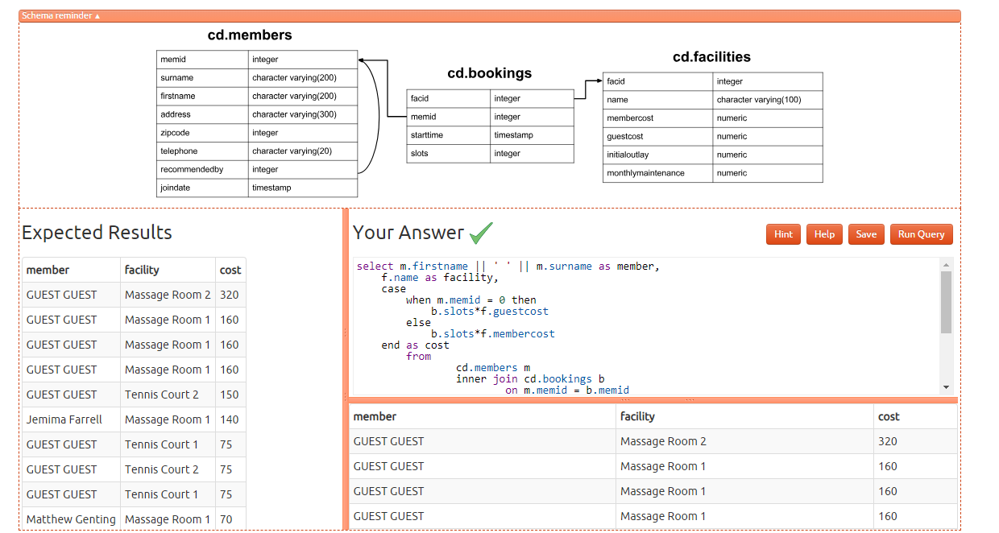 Schema reminder ▲
cd.members
memid integer
surname character varying(200)
firstname character varying(200)
address character varying(300)
zipcode integer
telephone character varying(20)
recommendedby integer
joindate timestamp
cd.bookings
facid integer
memid integer
starttime timestamp
slots integer
cd.facilities
facid integer
name character varying(100)
membercost numeric
guestcost numeric
initialoutlay numeric
monthlymaintenance numeric
Expected Results
member facility cost
GUEST GUEST Massage Room 2 320
GUEST GUEST Massage Room 1 160
GUEST GUEST Massage Room 1 160
GUEST GUEST Massage Room 1 160
GUEST GUEST Tennis Court 2 150
Jemima Farrell Massage Room 1 140
GUEST GUEST Tennis Court 1 75
GUEST GUEST Tennis Court 2 75
GUEST GUEST Tennis Court 1 75
Matthew Genting Massage Room 1 70
Your Answer
Hint Help Save Run Query
select m.firstname || ' ' || m.surname as member,
f.name as facility,
case
when m.memid = 0 then
b.slots*f.guestcost
else
b.slots*f.membercost
end as cost
from
cd.members m
inner join cd.bookings b
on m.memid = b.memid
member facility cost
GUEST GUEST Massage Room 2 320
GUEST GUEST Massage Room 1 160
GUEST GUEST Massage Room 1 160
GUEST GUEST Massage Room 1 160